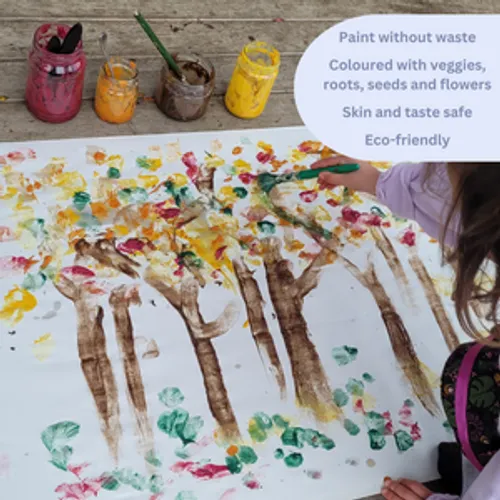 Paint without waste
Coloured with veggies,
roots, seeds and flowers
Skin and taste safe
Eco-friendly